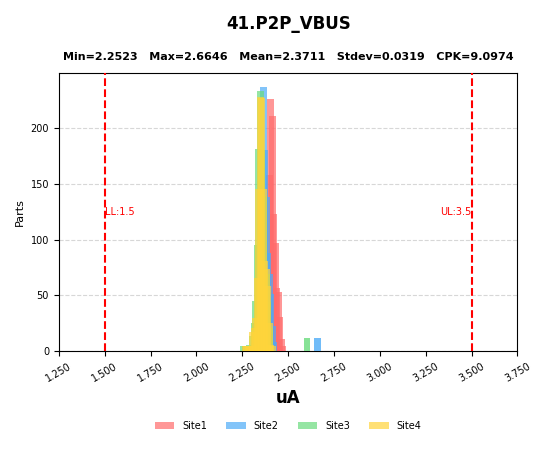 41.P2P_VBUS
Min=2.2523 Max=2.6646 Mean=2.3711 Stdev=0.0319 CPK=9.0974
Parts
200
150
100
50
0
LL:1.5
UL:3.5
1.250 1.500 1.750 2.000 2.250 2.500 2.750 3.000 3.250 3.500 3.750
uA
Site1 Site2 Site3 Site4